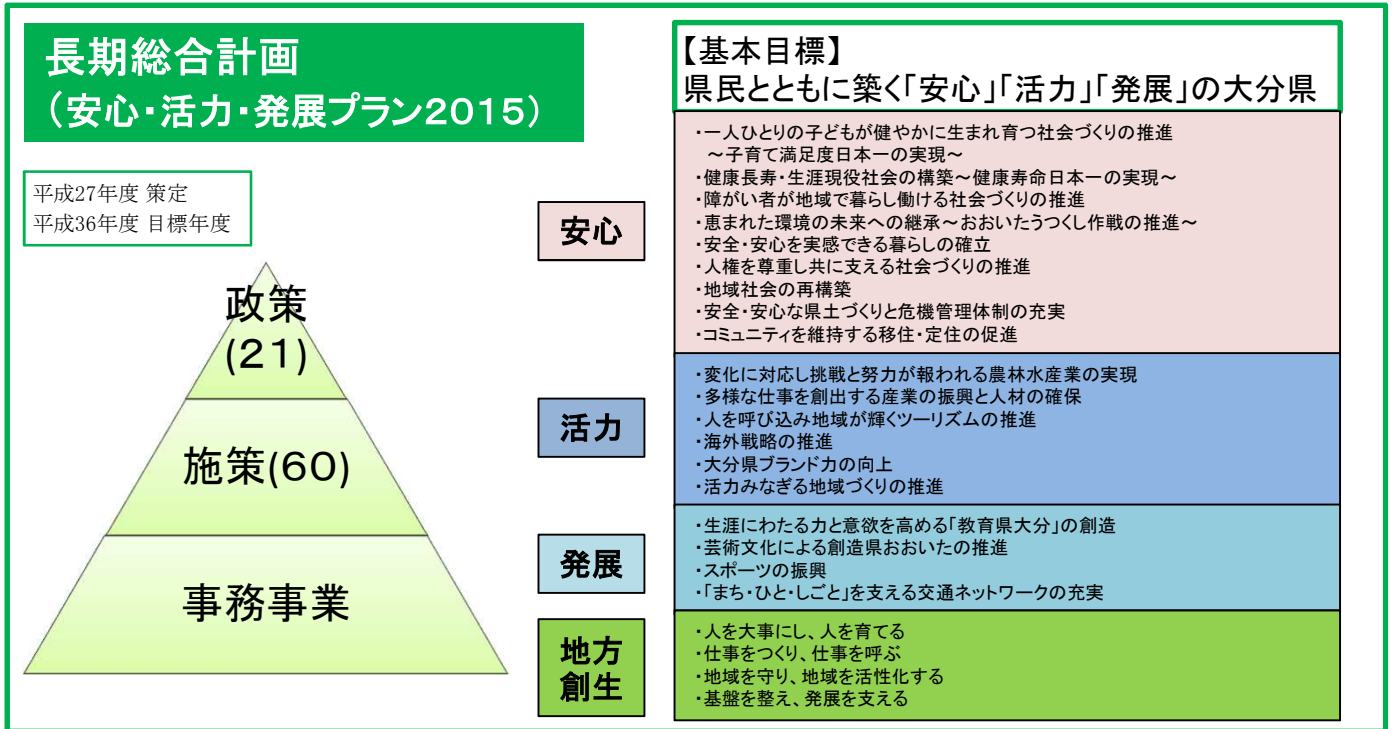 長期総合計画
（安心・活力・発展プラン２０１５）
平成27年度 策定
平成36年度 目標年度
政策
(２１)
施策(６０)
事務事業
【基本目標】
県民とともに築く「安心」「活力」「発展」の大分県
安心
・一人ひとりの子どもが健やかに生まれ育つ社会づくりの推進
～子育て満足度日本一の実現～
・健康長寿・生涯現役社会の構築～健康寿命日本一の実現～
・障がい者が地域で暮らし働ける社会づくりの推進
・恵まれた環境の未来への継承～おおいたうつくし作戦の推進～
・安全・安心を実感できる暮らしの確立
・人権を尊重し共に支える社会づくりの推進
・地域社会の再構築
・安全・安心な県土づくりと危機管理体制の充実
・コミュニティを維持する移住・定住の促進
活力
・変化に対応し挑戦と努力が報われる農林水産業の実現
・多様な仕事を創出する産業の振興と人材の確保
・人を呼び込み地域が輝くツーリズムの推進
・海外戦略の推進
・大分県ブランド力の向上
・活力みなぎる地域づくりの推進
発展
・生涯にわたる力と意欲を高める「教育県大分」の創造
・芸術文化による創造県おおいたの推進
・スポーツの振興
・「まち・ひと・しごと」を支える交通ネットワークの充実
地方
創生
・人を大事にし、人を育てる
・仕事をつくり、仕事を呼ぶ
・地域を守り、地域を活性化する
・基盤を整え、発展を支える